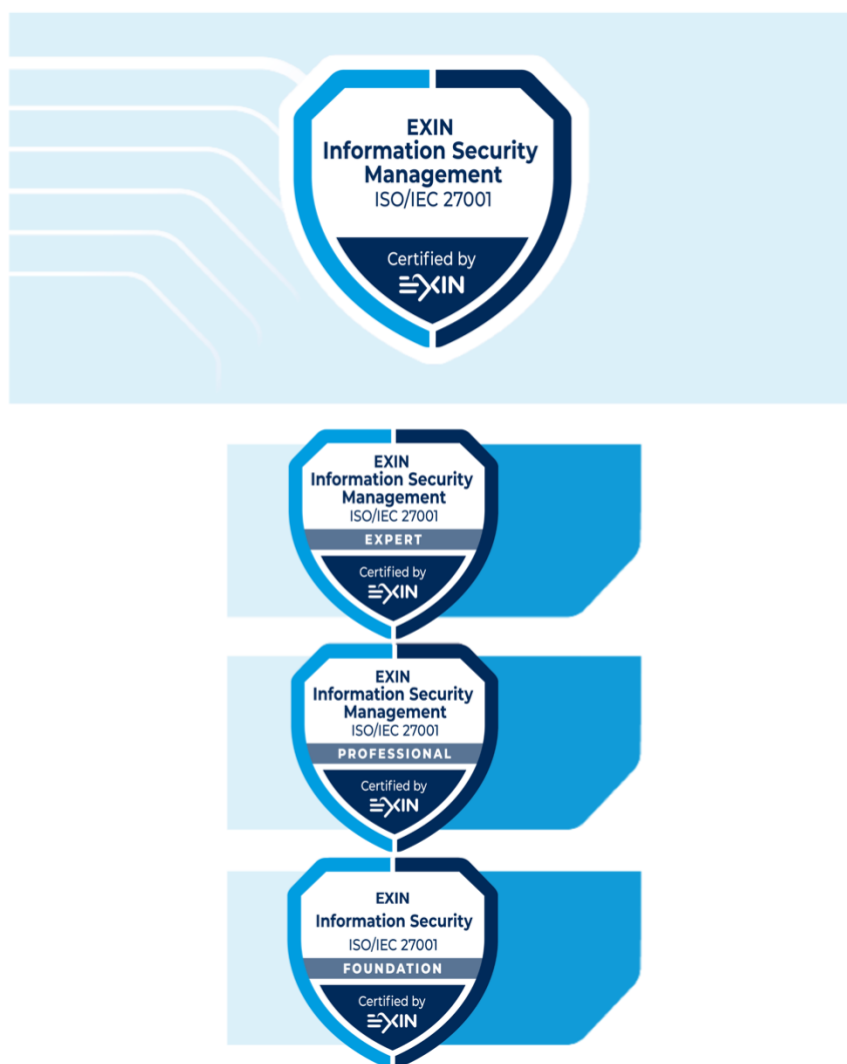 EXIN
Information Security
Management
ISO/IEC 27001
Certified by
EXIN
EXIN
Information Security
Management
ISO/IEC 27001
EXPERT
Certified by
EXIN
EXIN
Information Security
Management
ISO/IEC 27001
PROFESSIONAL
Certified by
EXIN
EXIN
Information Security
ISO/IEC 27001
FOUNDATION
Certified by
EXIN